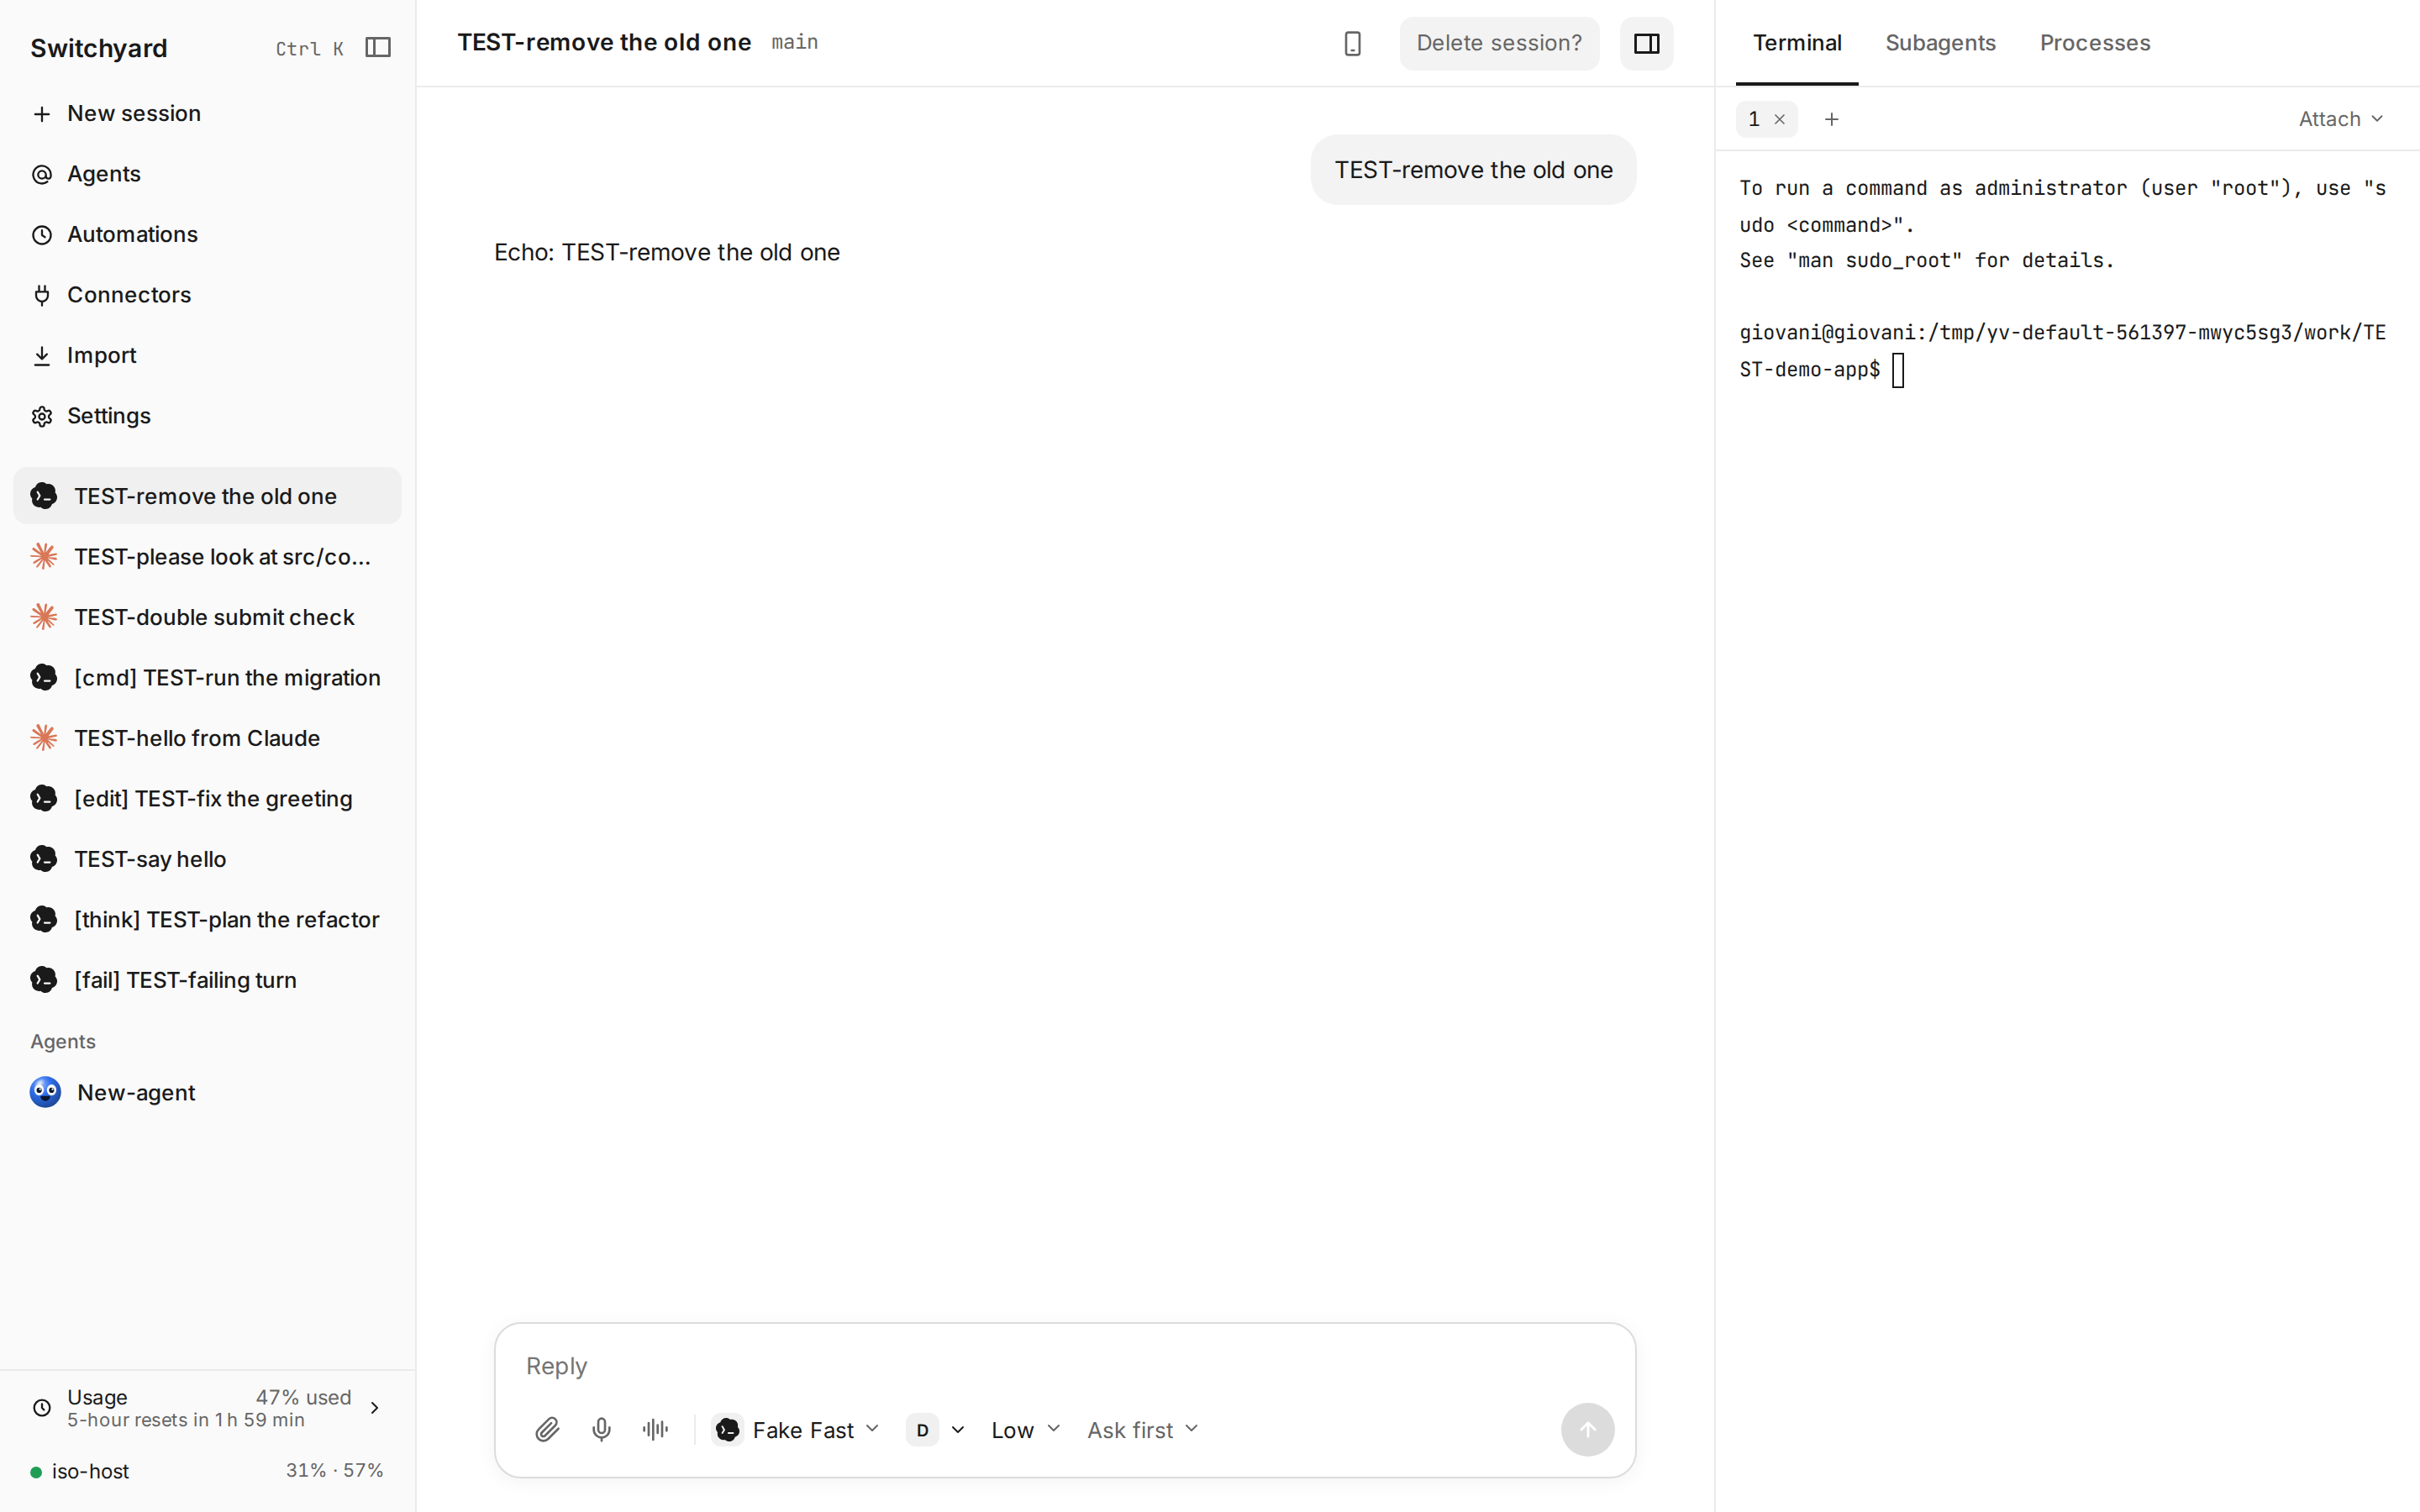 Switchyard
Ctrl K
New session
Agents
Automations
Connectors
Import
Settings
TEST-remove the old one
TEST-please look at src/co...
TEST-double submit check
[cmd] TEST-run the migration
TEST-hello from Claude
[edit] TEST-fix the greeting
TEST-say hello
[think] TEST-plan the refactor
[fail] TEST-failing turn
Agents
New-agent
Usage 47% used
5-hour resets in 1 h 59 min
iso-host 31% · 57%
TEST-remove the old one main
Delete session?
TEST-remove the old one
Echo: TEST-remove the old one
Reply
Fake Fast D Low Ask first
Terminal Subagents Processes
1
Attach
To run a command as administrator (user "root"), use "s
udo <command>".
See "man sudo_root" for details.
giovani@giovani:/tmp/yv-default-561397-mwyc5sg3/work/TE
ST-demo-app$